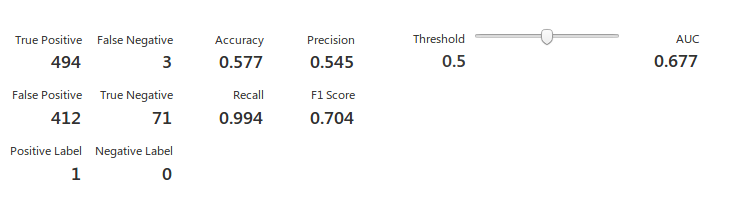 True Positive False Negative Accuracy Precision Threshold AUC
494 3 0.577 0.545 0.5 0.677
False Positive True Negative Recall F1 Score
412 71 0.994 0.704
Positive Label Negative Label
1 0